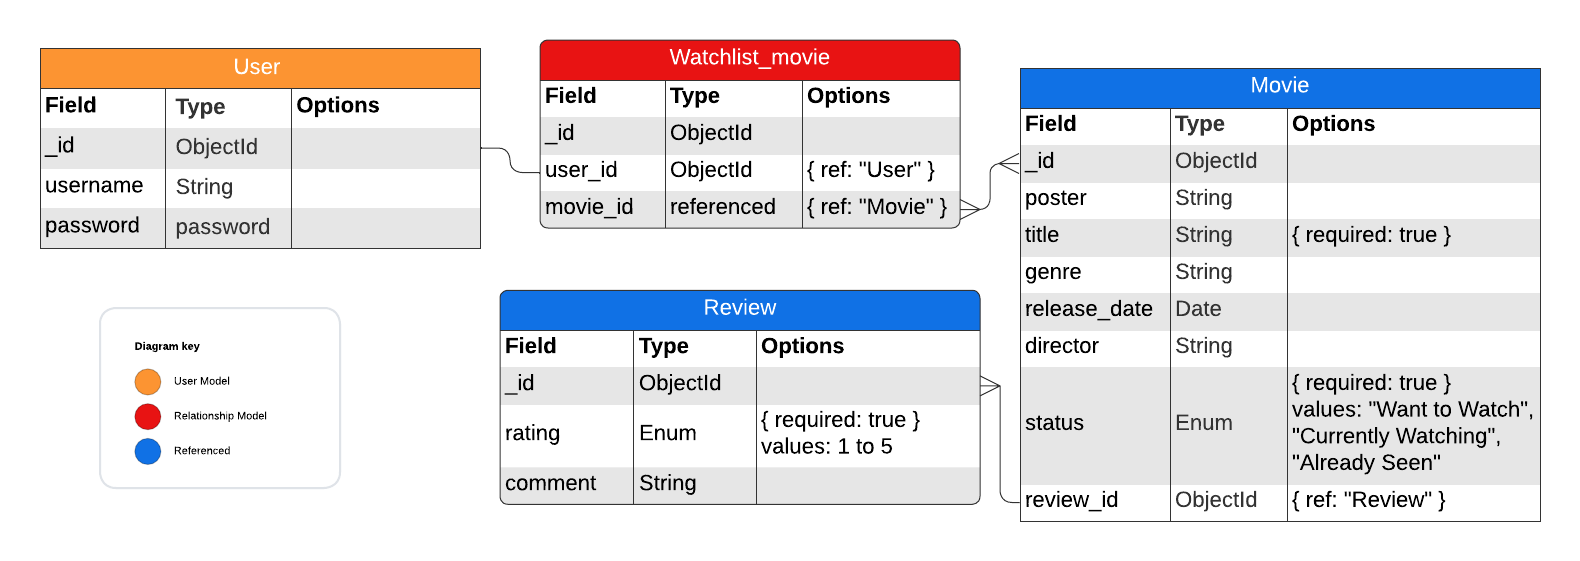 User
Field Type Options
_id ObjectId
username String
password password
Watchlist_movie
Field Type Options
_id ObjectId
user_id ObjectId { ref: "User" }
movie_id referenced { ref: "Movie" }
Movie
Field Type Options
_id ObjectId
poster String
title String { required: true }
genre String
release_date Date
director String
status Enum { required: true }
values: "Want to Watch",
"Currently Watching",
"Already Seen"
review_id ObjectId { ref: "Review" }
Review
Field Type Options
_id ObjectId
rating Enum { required: true }
values: 1 to 5
comment String
Diagram key
User Model
Relationship Model
Referenced